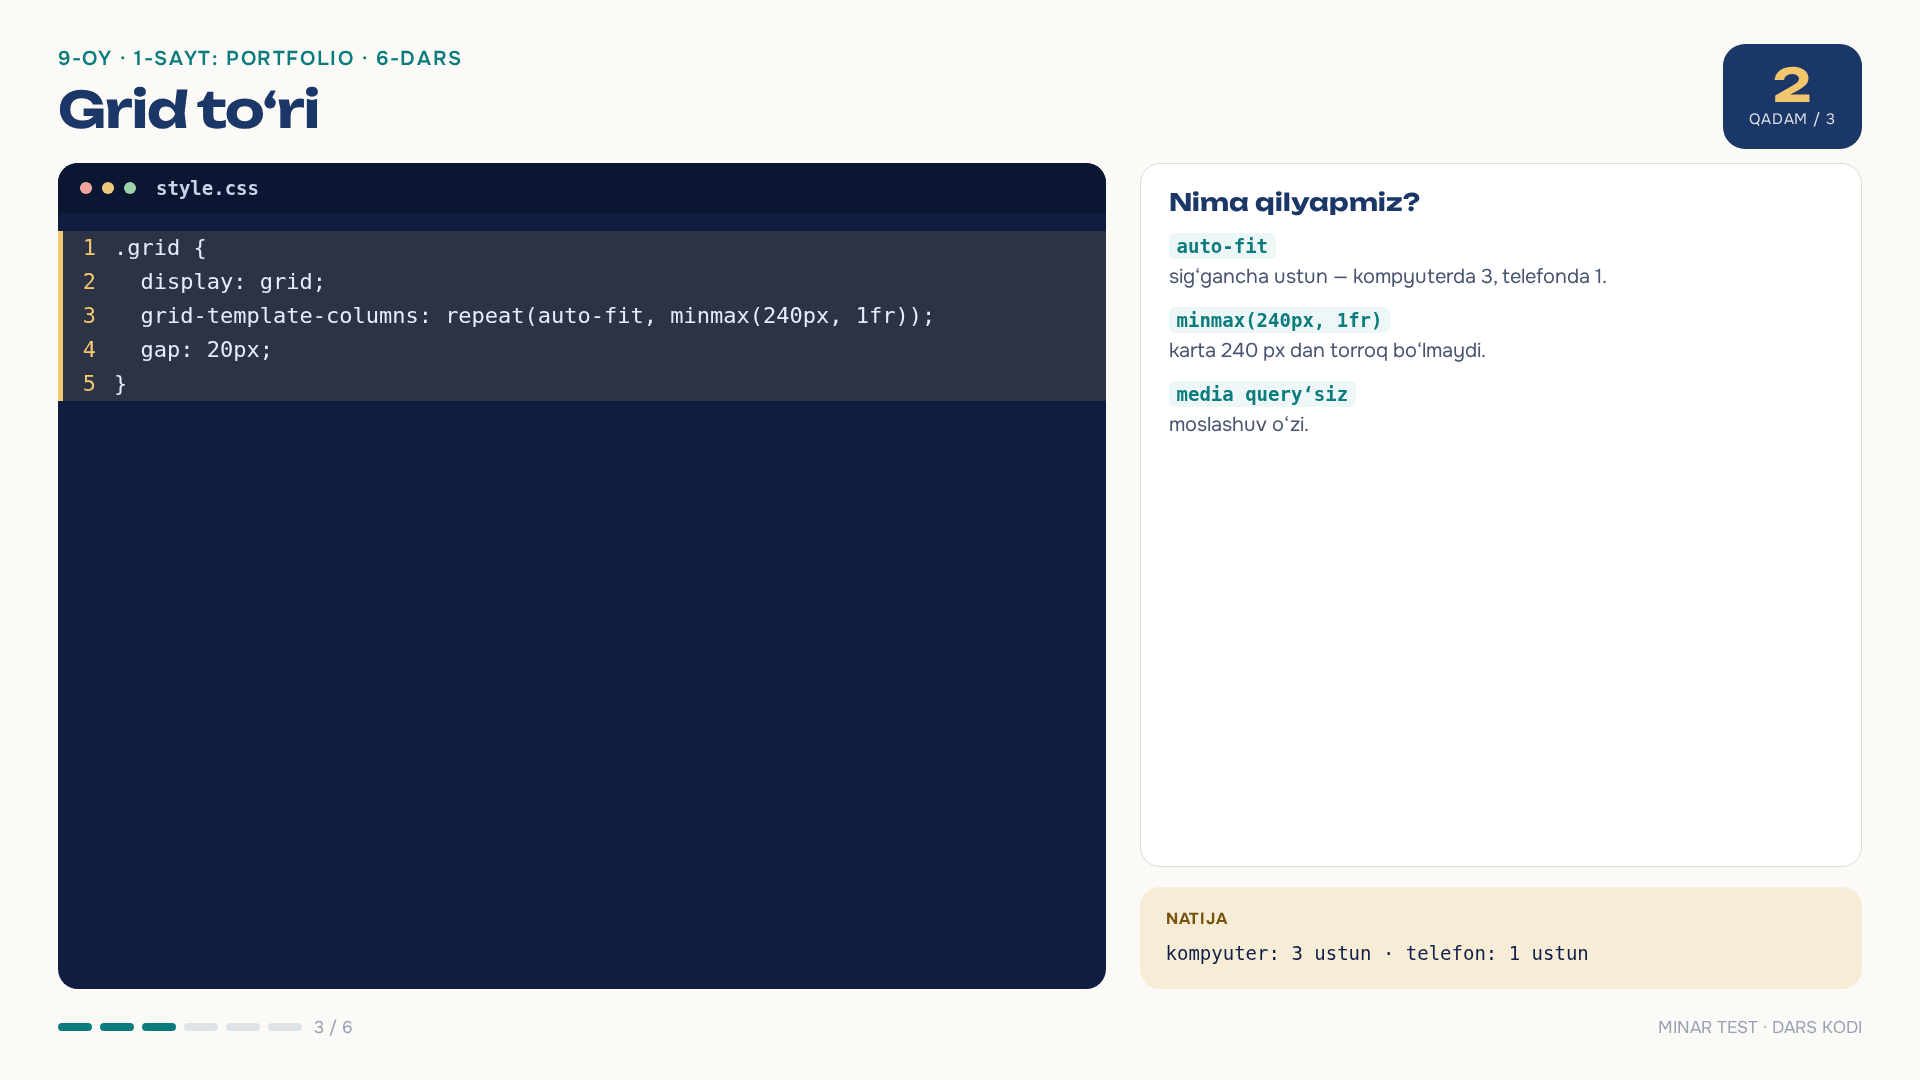 9-OY · 1-SAYT: PORTFOLIO · 6-DARS
Grid to‘ri
2
QADAM / 3
style.css
1 .grid {
2   display: grid;
3   grid-template-columns: repeat(auto-fit, minmax(240px, 1fr));
4   gap: 20px;
5 }
Nima qilyapmiz?
auto-fit
sig‘gancha ustun — kompyuterda 3, telefonda 1.
minmax(240px, 1fr)
karta 240 px dan torroq bo‘lmaydi.
media query‘siz
moslashuv o‘zi.
NATIJA
kompyuter: 3 ustun · telefon: 1 ustun
3 / 6
MINAR TEST · DARS KODI